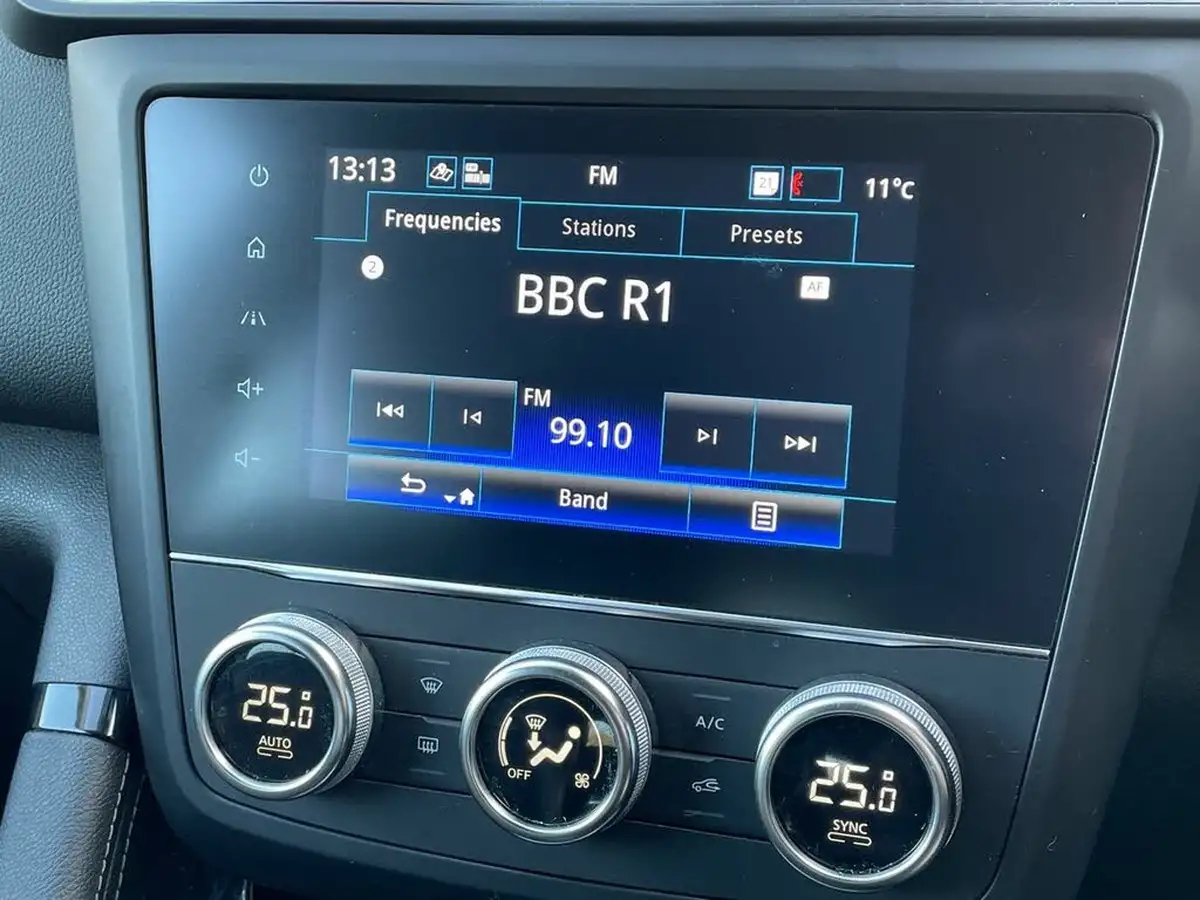 13:13 FM 21 11°C
Frequencies Stations Presets
2 AF
BBC R1
FM
99.10
Band
25.0
AUTO
OFF
A/C
25.0
SYNC